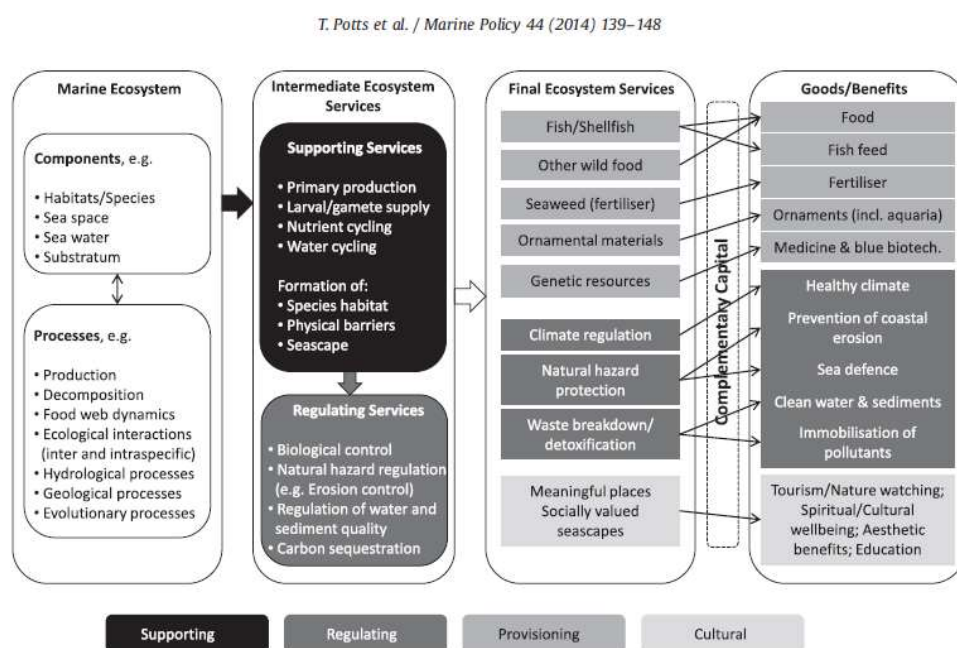 T. Potts et al. / Marine Policy 44 (2014) 139–148
Marine Ecosystem
Components, e.g.
• Habitats/Species
• Sea space
• Sea water
• Substratum
Processes, e.g.
• Production
• Decomposition
• Food web dynamics
• Ecological interactions
(inter and intraspecific)
• Hydrological processes
• Geological processes
• Evolutionary processes
Intermediate Ecosystem
Services
Supporting Services
• Primary production
• Larval/gamete supply
• Nutrient cycling
• Water cycling
Formation of:
• Species habitat
• Physical barriers
• Seascape
Regulating Services
• Biological control
• Natural hazard regulation
(e.g. Erosion control)
• Regulation of water and
sediment quality
• Carbon sequestration
Final Ecosystem Services
Fish/Shellfish
Other wild food
Seaweed (fertiliser)
Ornamental materials
Genetic resources
Climate regulation
Natural hazard
protection
Waste breakdown/
detoxification
Meaningful places
Socially valued
seascapes
Complementary Capital
Goods/Benefits
Food
Fish feed
Fertiliser
Ornaments (incl. aquaria)
Medicine & blue biotech.
Healthy climate
Prevention of coastal
erosion
Sea defence
Clean water & sediments
Immobilisation of
pollutants
Tourism/Nature watching;
Spiritual/Cultural
wellbeing; Aesthetic
benefits; Education
Supporting
Regulating
Provisioning
Cultural